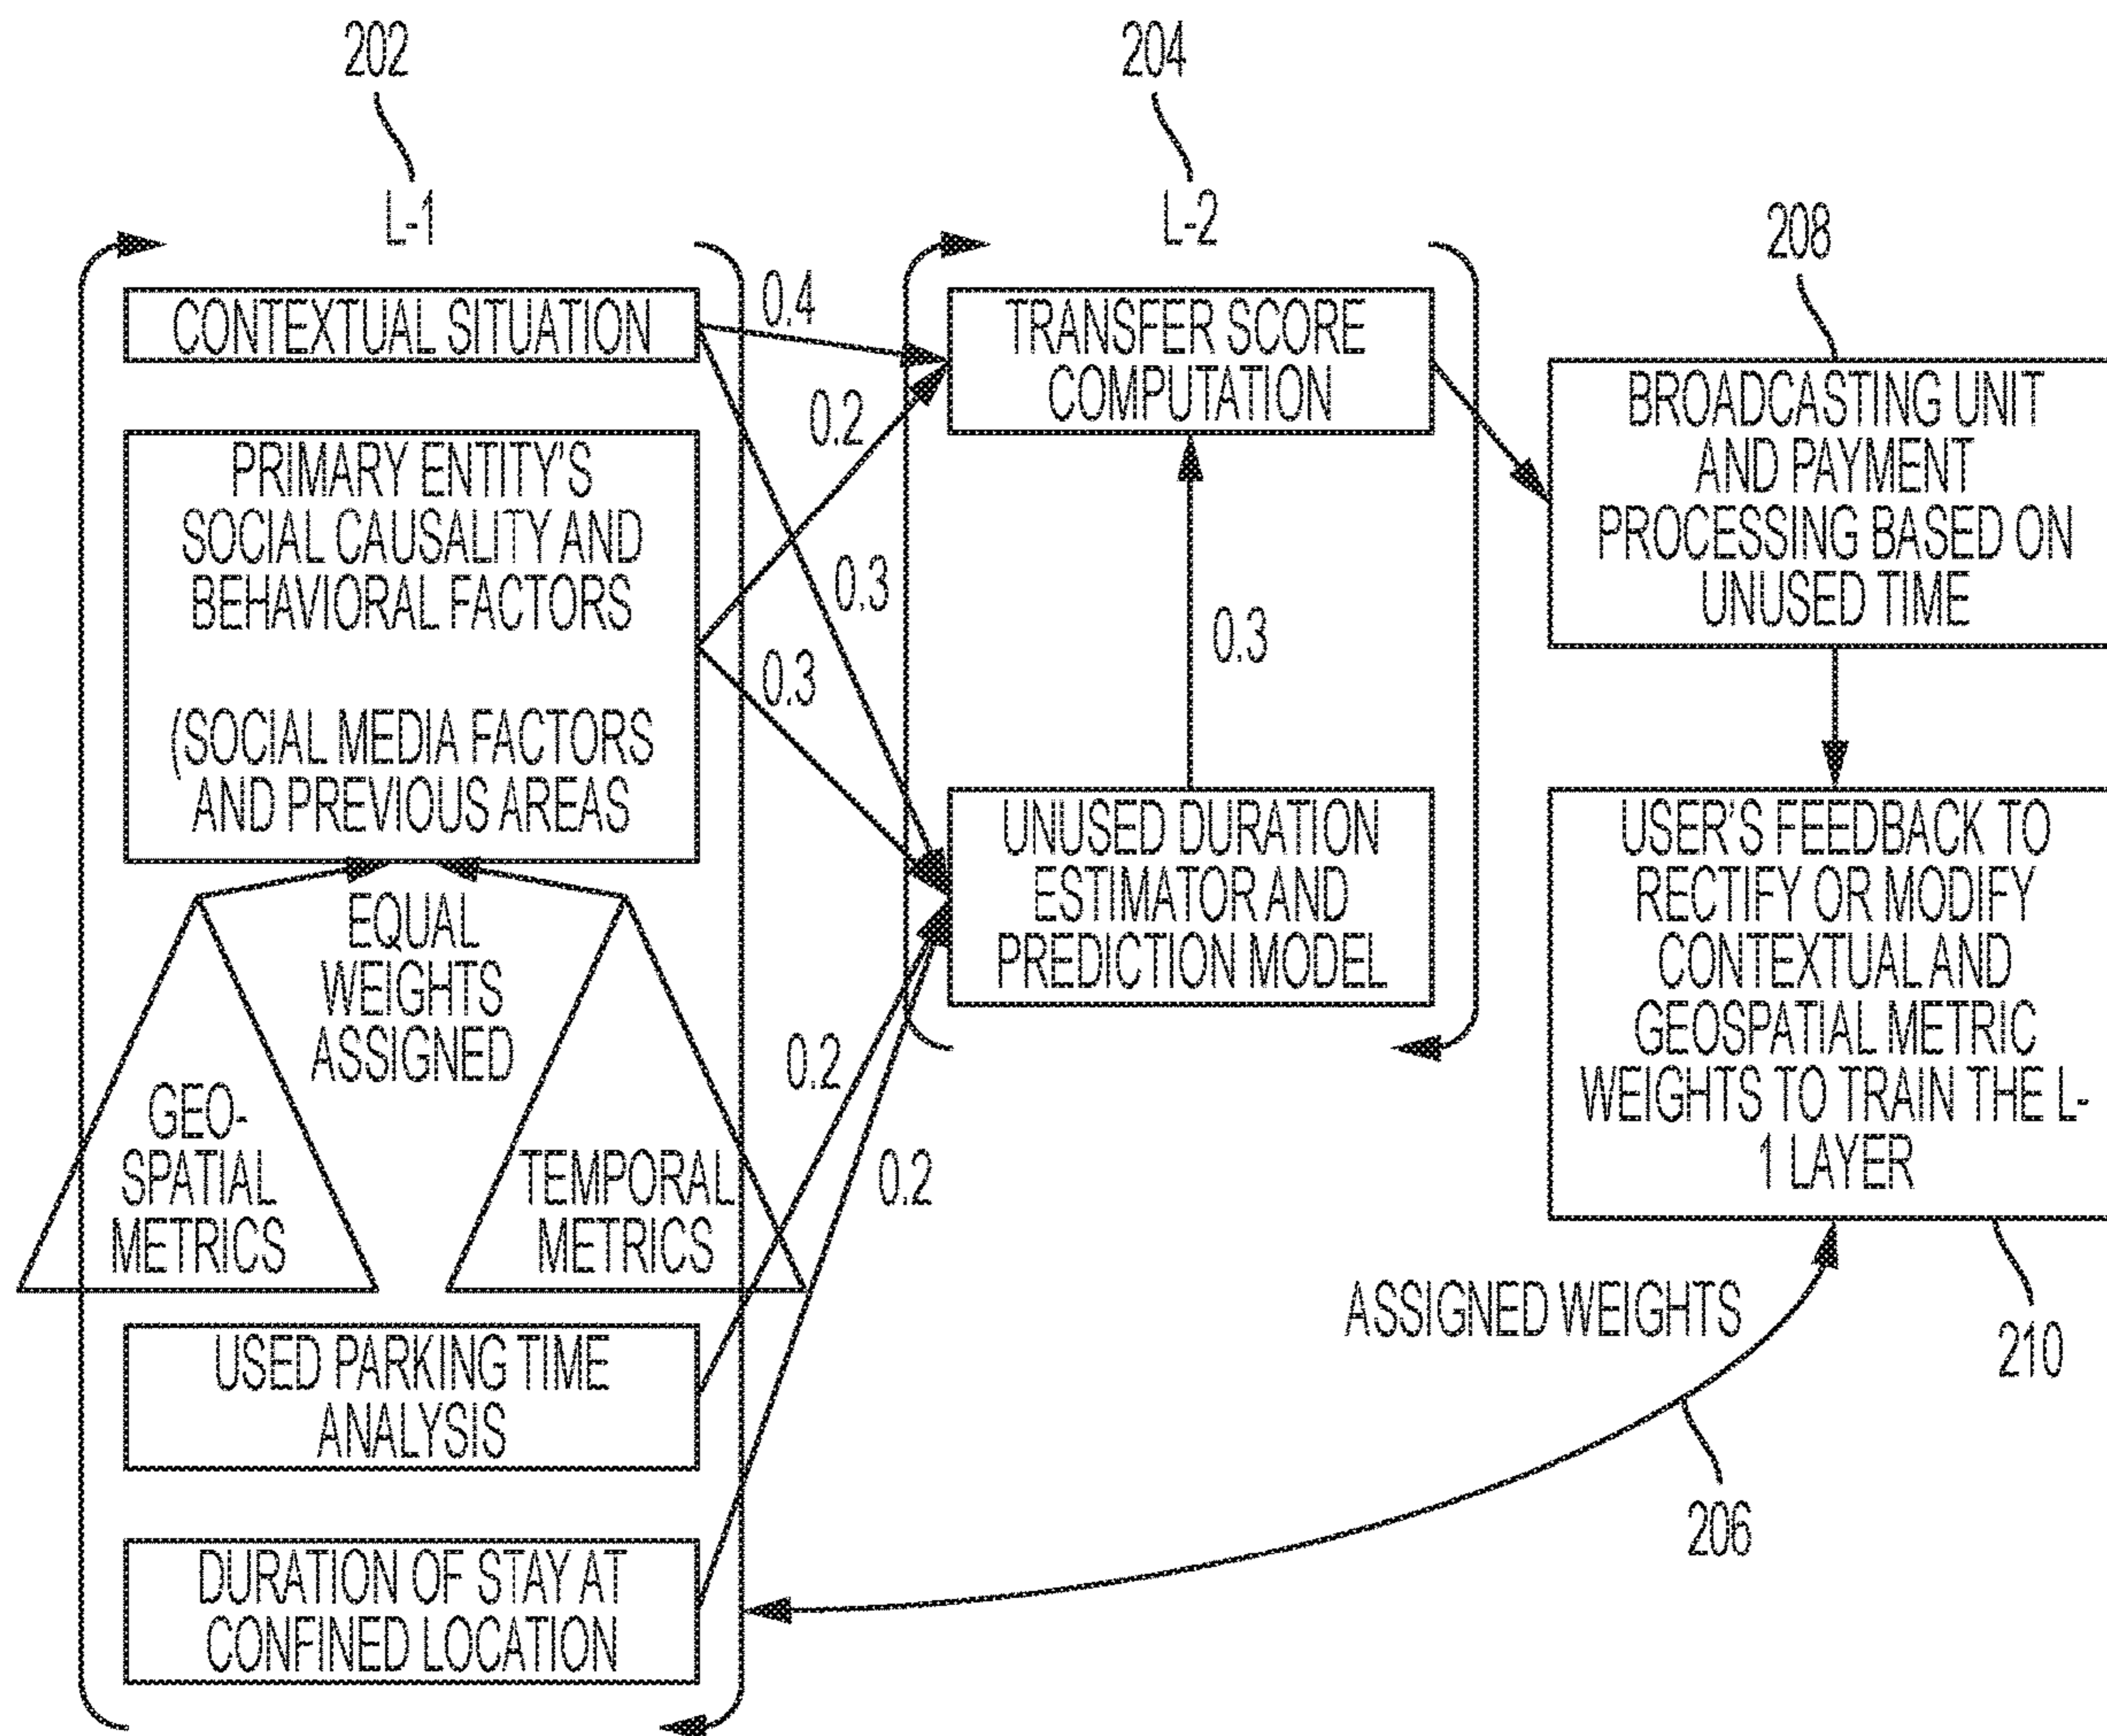 202
L-1
CONTEXTUAL SITUATION
PRIMARY ENTITY'S
SOCIAL CAUSALITY AND
BEHAVIORAL FACTORS
(SOCIAL MEDIA FACTORS
AND PREVIOUS AREAS
EQUAL
WEIGHTS
ASSIGNED
GEO-
SPATIAL
METRICS
TEMPORAL
METRICS
USED PARKING TIME
ANALYSIS
DURATION OF STAY AT
CONFINED LOCATION
0.4
0.2
0.3
0.3
0.2
0.2
204
L-2
TRANSFER SCORE
COMPUTATION
0.3
UNUSED DURATION
ESTIMATOR AND
PREDICTION MODEL
208
BROADCASTING UNIT
AND PAYMENT
PROCESSING BASED ON
UNUSED TIME
USER'S FEEDBACK TO
RECTIFY OR MODIFY
CONTEXTUAL AND
GEOSPATIAL METRIC
WEIGHTS TO TRAIN THE L-
1 LAYER
ASSIGNED WEIGHTS
210
206